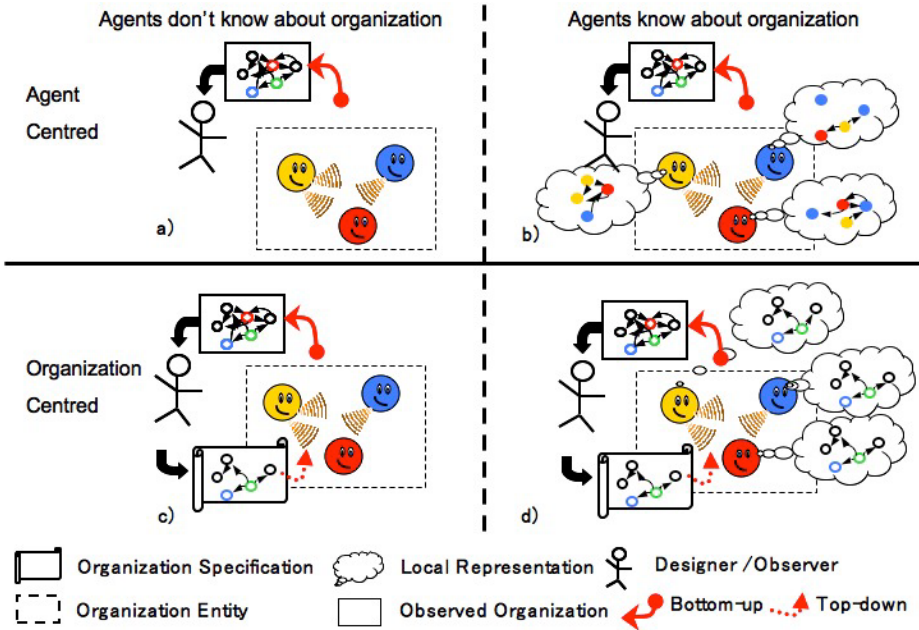 Agents don't know about organization
Agents know about organization
Agent
Centred
a)
b)
Organization
Centred
c)
d)
Organization Specification
Local Representation
Designer /Observer
Organization Entity
Observed Organization
Bottom-up
Top-down